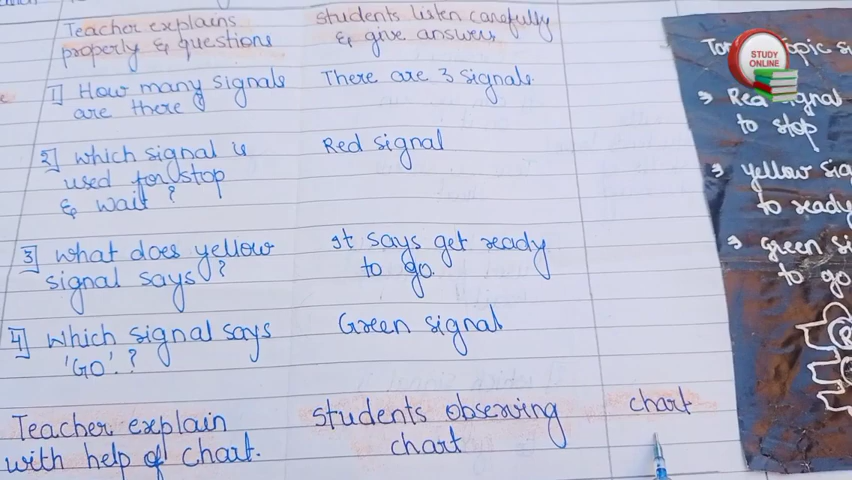 Teacher explains
properly & questions
students listen carefully
& give answers
1] How many signals
are there
There are 3 signals.
2] which signal is
used for stop
& wait ?
Red signal
3] what does yellow
signal says ?
It says get ready
to go.
4] Which signal says
'GO'. ?
Green signal
Teacher explain
with help of chart.
students observing
chart
chart
STUDY
ONLINE
opic
Red signal
to stop
yellow
to ready
green
to go